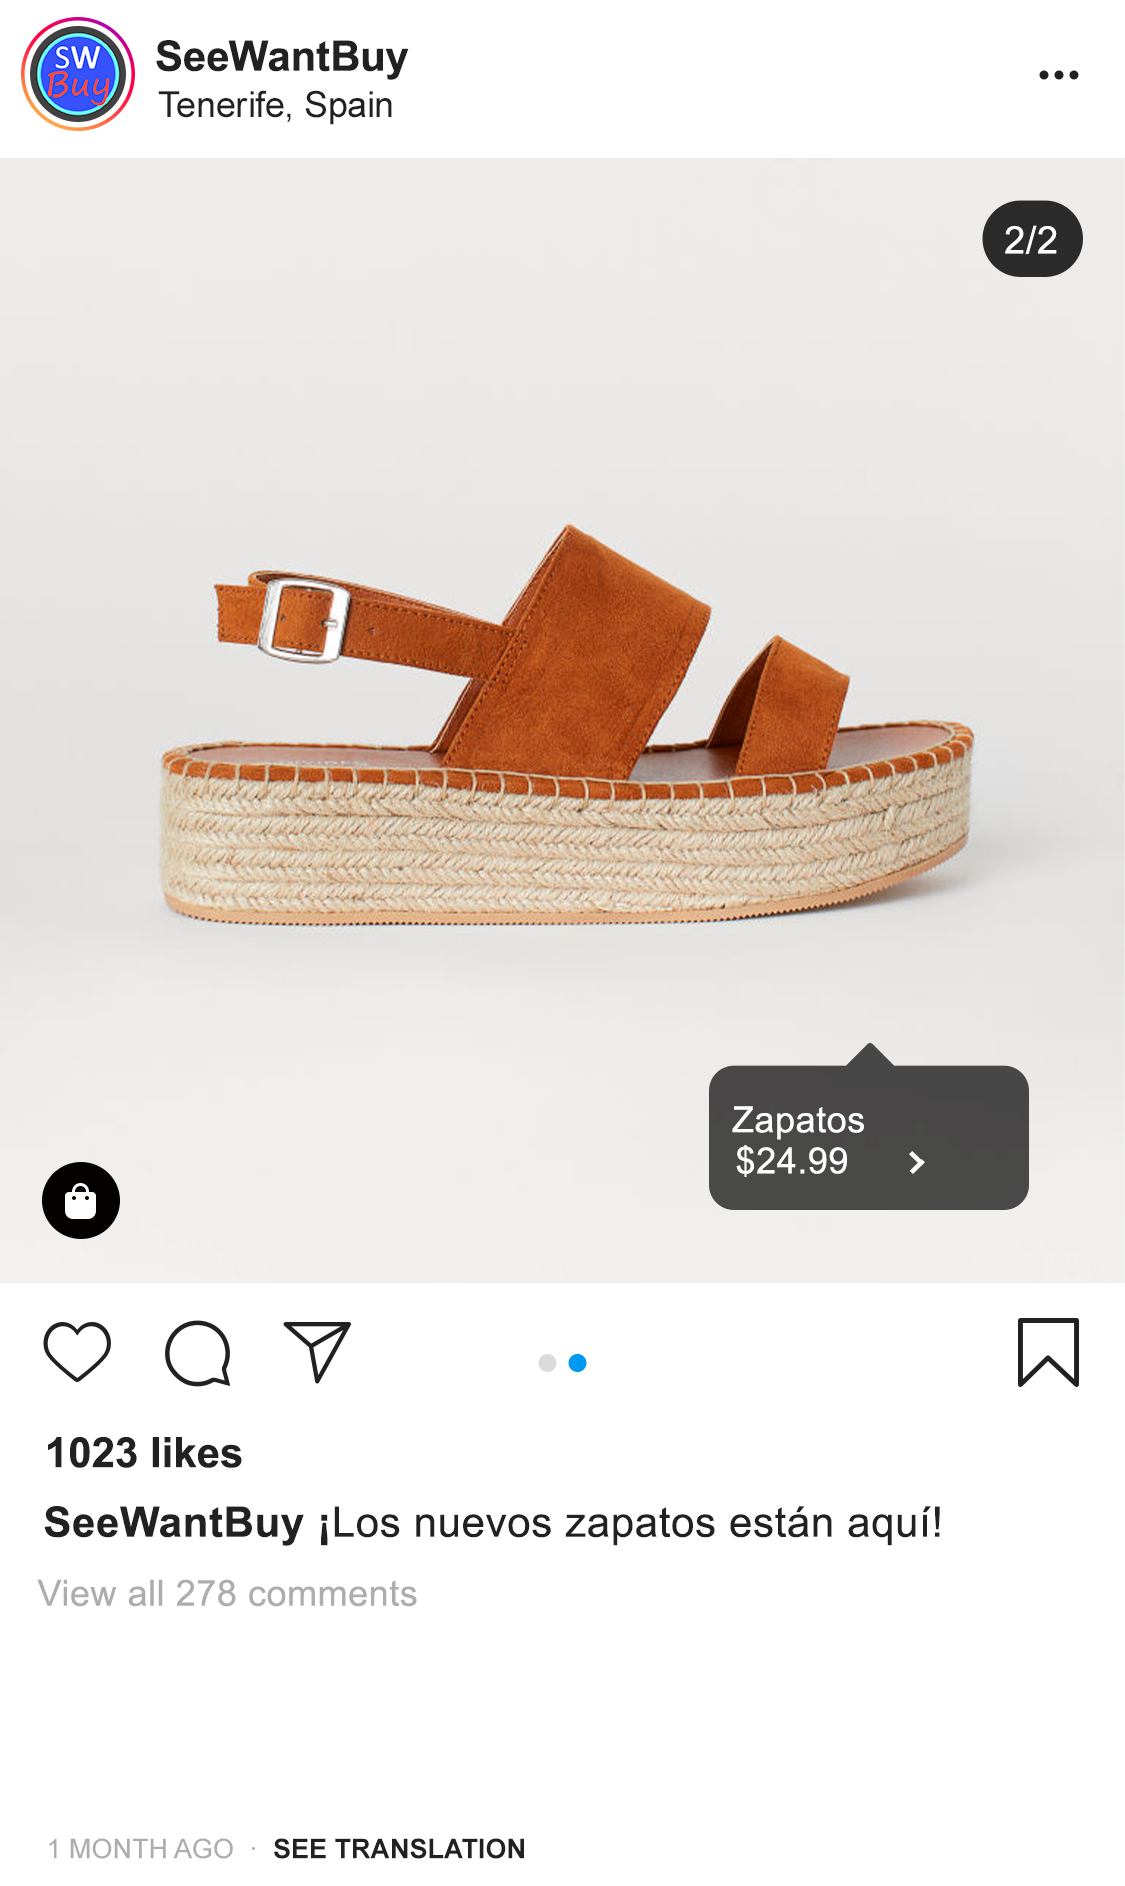 SW
Buy
SeeWantBuy
Tenerife, Spain
2/2
Zapatos
$24.99
1023 likes
SeeWantBuy ¡Los nuevos zapatos están aquí!
View all 278 comments
1 MONTH AGO · SEE TRANSLATION